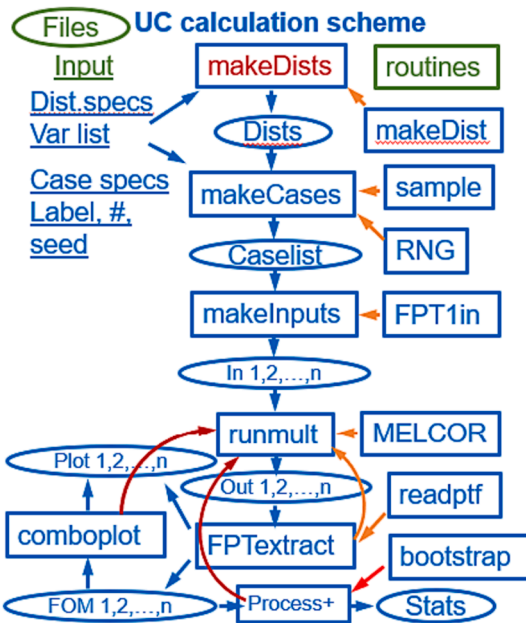 Files
UC calculation scheme
Input
makeDists
routines
Dist.specs
Var list
Dists
makeDist
Case specs
Label, #,
seed
makeCases
sample
RNG
Caselist
makeInputs
FPT1in
In 1,2,...,n
runmult
MELCOR
Plot 1,2,...,n
Out 1,2,...,n
readptf
comboplot
FPTextract
bootstrap
FOM 1,2,...,n
Process+
Stats